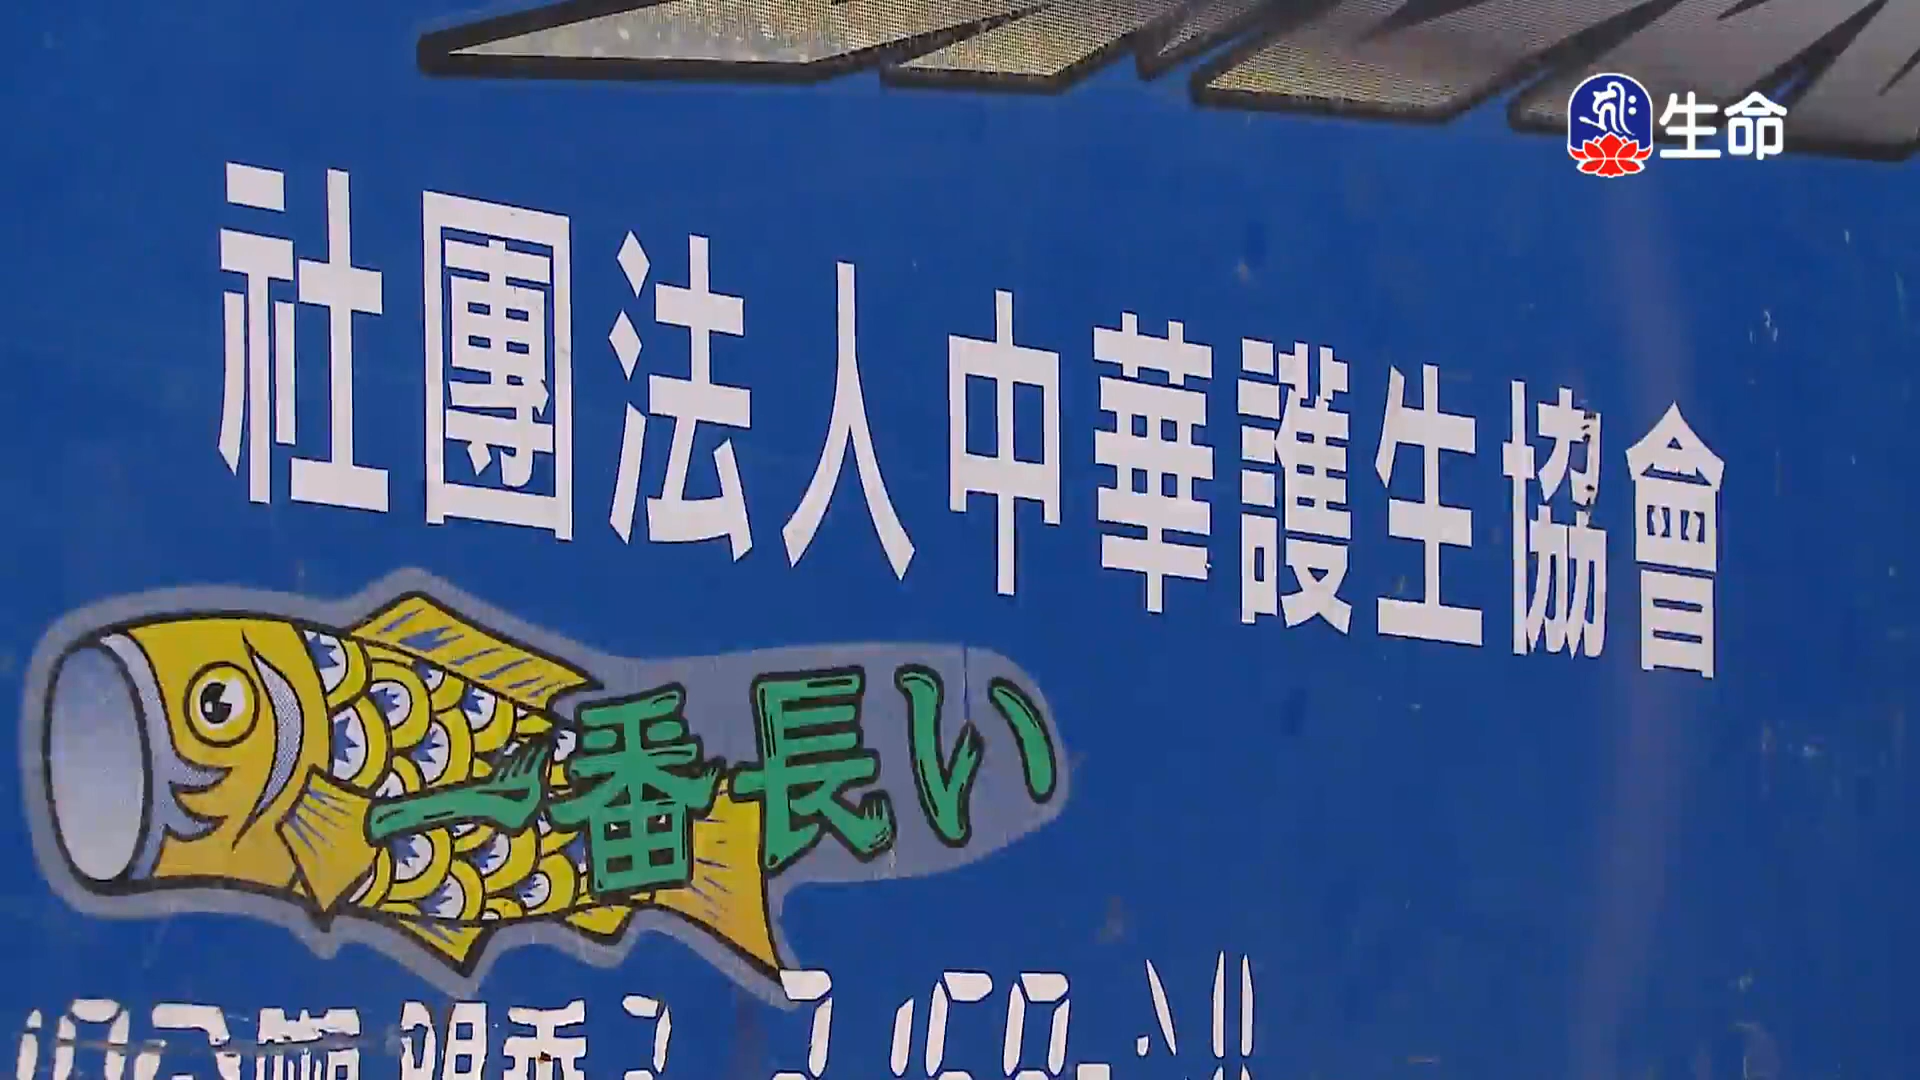 生命
社團法人中華護生協會
一番長い